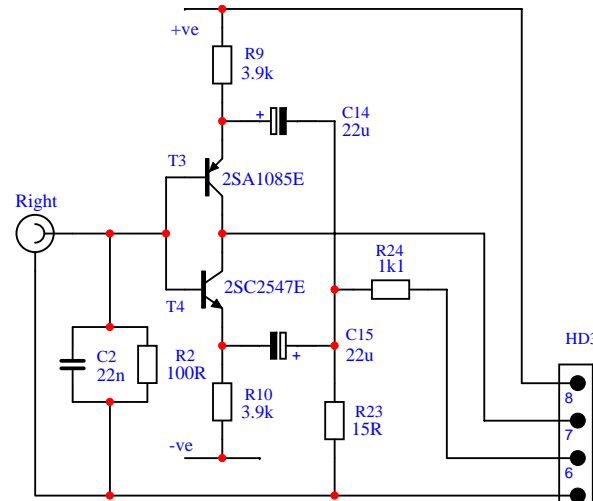 +ve
R9
3.9k
+
C14
22u
T3
2SA1085E
Right
R24
1k1
2SC2547E
T4
C15
22u
+
HD3
C2
22n
R2
100R
R10
3.9k
R23
15R
8
7
6
-ve